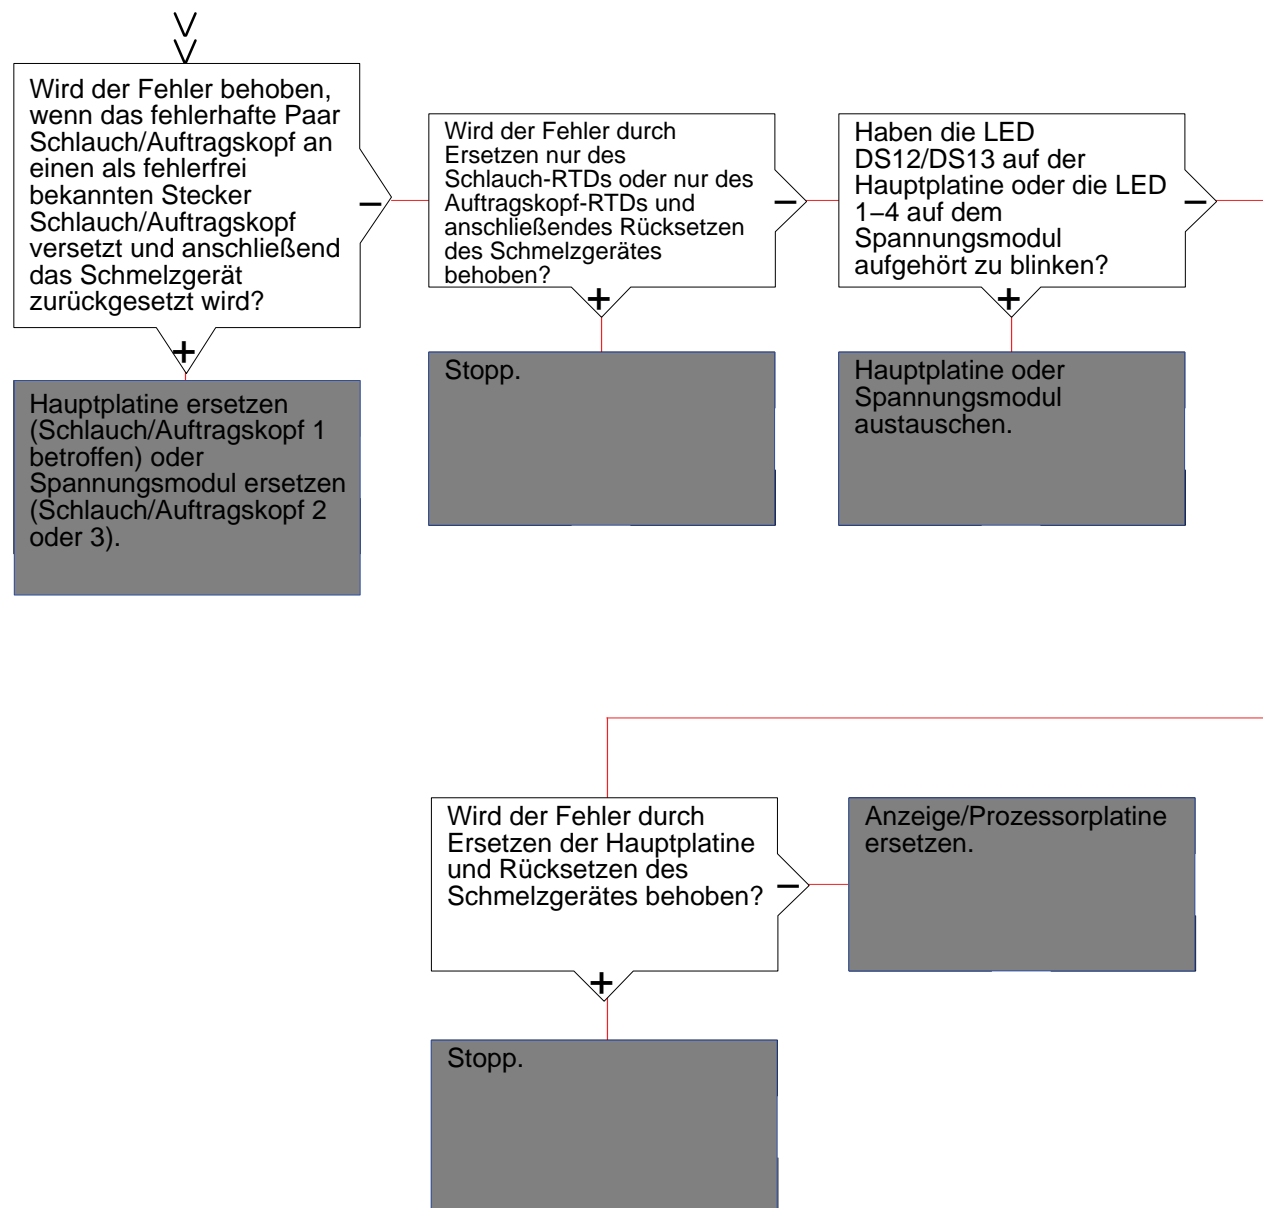 Wird der Fehler behoben,
wenn das fehlerhafte Paar
Schlauch/Auftragskopf an
einen als fehlerfrei
bekannten Stecker
Schlauch/Auftragskopf
versetzt und anschließend
das Schmelzgerät
zurückgesetzt wird?
–
+
Hauptplatine ersetzen
(Schlauch/Auftragskopf 1
betroffen) oder
Spannungsmodul ersetzen
(Schlauch/Auftragskopf 2
oder 3).
Wird der Fehler durch
Ersetzen nur des
Schlauch-RTDs oder nur des
Auftragskopf-RTDs und
anschließendes Rücksetzen
des Schmelzgerätes
behoben?
–
+
Stopp.
Haben die LED
DS12/DS13 auf der
Hauptplatine oder die LED
1–4 auf dem
Spannungsmodul
aufgehört zu blinken?
–
+
Hauptplatine oder
Spannungsmodul
austauschen.
Wird der Fehler durch
Ersetzen der Hauptplatine
und Rücksetzen des
Schmelzgerätes behoben?
–
+
Stopp.
Anzeige/Prozessorplatine
ersetzen.